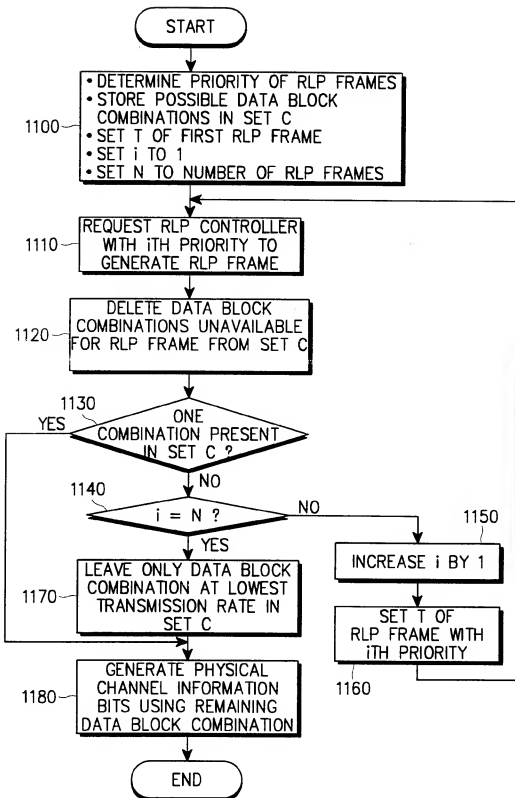 START
1100
• DETERMINE PRIORITY OF RLP FRAMES
• STORE POSSIBLE DATA BLOCK
COMBINATIONS IN SET C
• SET T OF FIRST RLP FRAME
• SET i TO 1
• SET N TO NUMBER OF RLP FRAMES
1110
REQUEST RLP CONTROLLER
WITH iTH PRIORITY TO
GENERATE RLP FRAME
1120
DELETE DATA BLOCK
COMBINATIONS UNAVAILABLE
FOR RLP FRAME FROM SET C
1130
YES
ONE
COMBINATION PRESENT
IN SET C ?
NO
1140
i = N ?
NO
YES
1150
INCREASE i BY 1
1170
LEAVE ONLY DATA BLOCK
COMBINATION AT LOWEST
TRANSMISSION RATE IN
SET C
SET T OF
RLP FRAME WITH
iTH PRIORITY
1160
1180
GENERATE PHYSICAL
CHANNEL INFORMATION
BITS USING REMAINING
DATA BLOCK COMBINATION
END